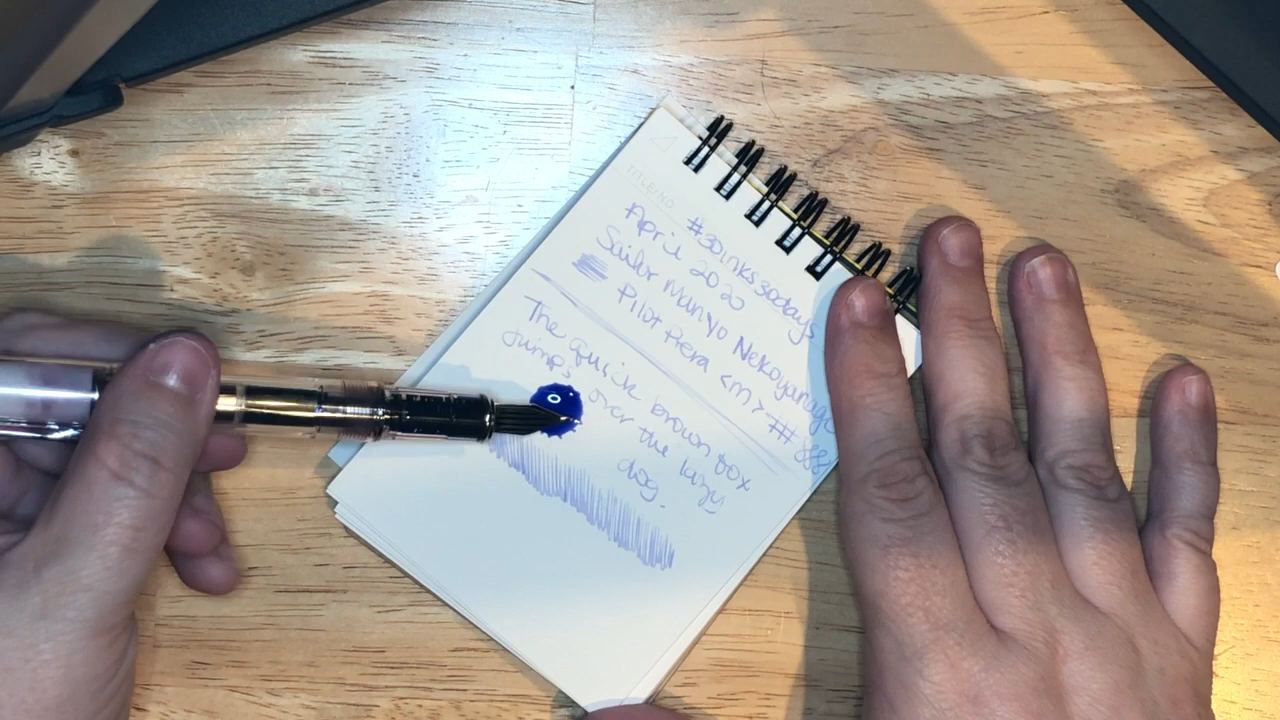 TITLE/NO
#30inks30days
April 2020
Sailor Manyo Nekoyanagi
Pilot Prera <m> # 888
The quick brown fox
jumps over the lazy
dog.